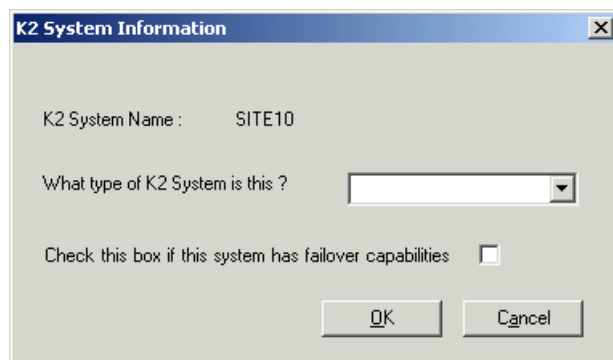 K2 System Information
K2 System Name : SITE10
What type of K2 System is this ?
Check this box if this system has failover capabilities
OK Cancel